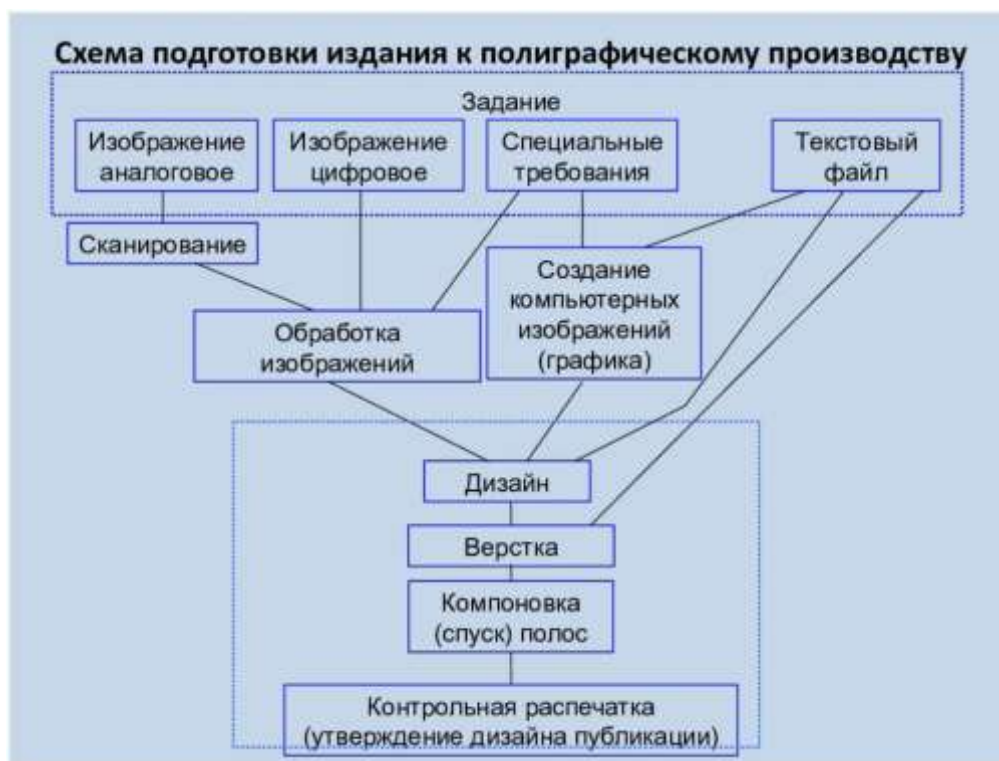 Схема подготовки издания к полиграфическому производству
Задание
Изображение
аналоговое
Изображение
цифровое
Специальные
требования
Текстовый
файл
Сканирование
Создание
компьютерных
изображений
(графика)
Обработка
изображений
Дизайн
Верстка
Компоновка
(спуск) полос
Контрольная распечатка
(утверждение дизайна публикации)